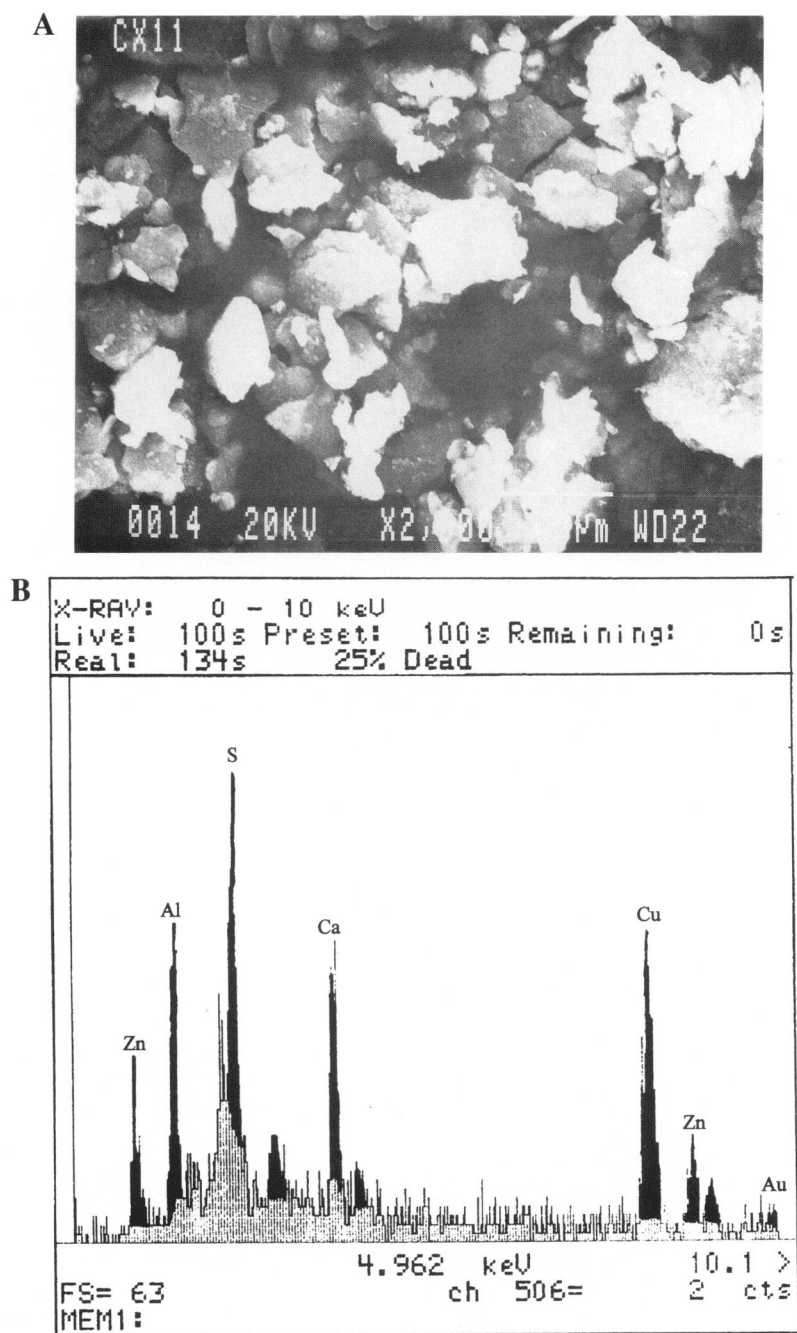 A
CX11
0014 20KV µm WD22
B
X-RAY: 0 - 10 keV
Live: 100s Preset: 100s Remaining: 0s
Real: 134s 25% Dead
S
Al
Ca
Cu
Zn
Zn
Au
4.962 keV 10.1 >
FS= 63 ch 506= 2 cts
MEM1: